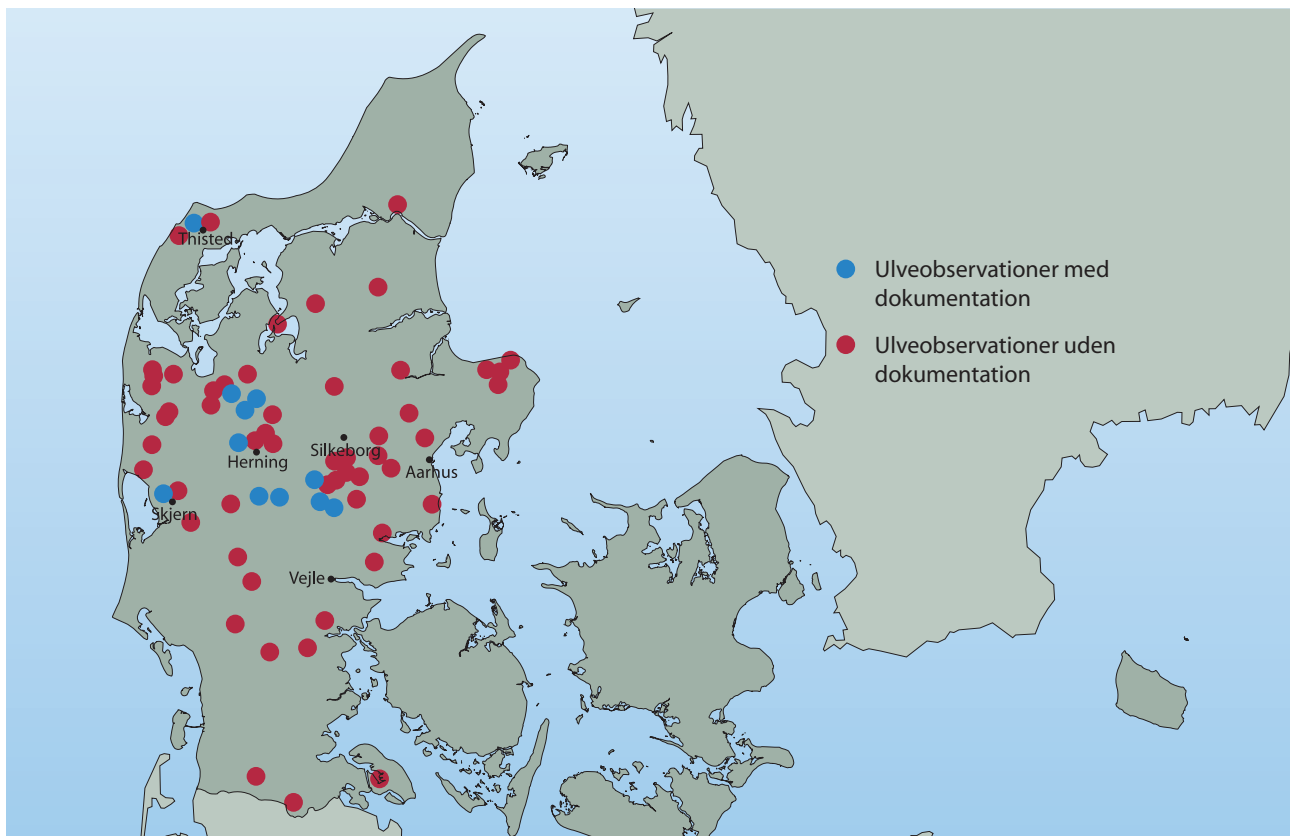 Thisted
Ulveobservationer med
dokumentation
Ulveobservationer uden
dokumentation
Silkeborg
Herning
Aarhus
Skjern
Vejle